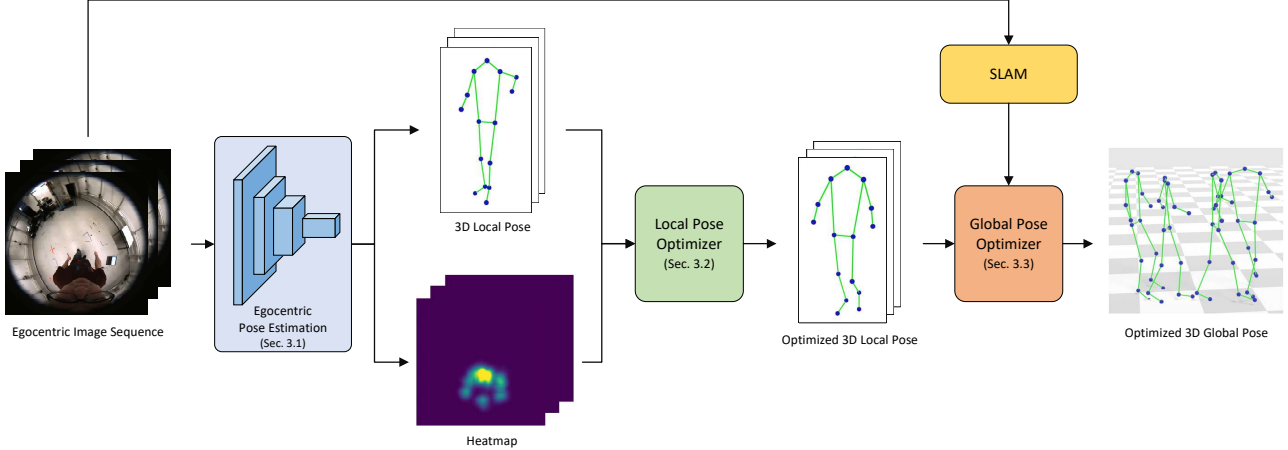 SLAM
3D Local Pose
Local Pose
Optimizer
(Sec. 3.2)
Global Pose
Optimizer
(Sec. 3.3)
Egocentric
Pose Estimation
(Sec. 3.1)
Egocentric Image Sequence
Optimized 3D Local Pose
Optimized 3D Global Pose
Heatmap